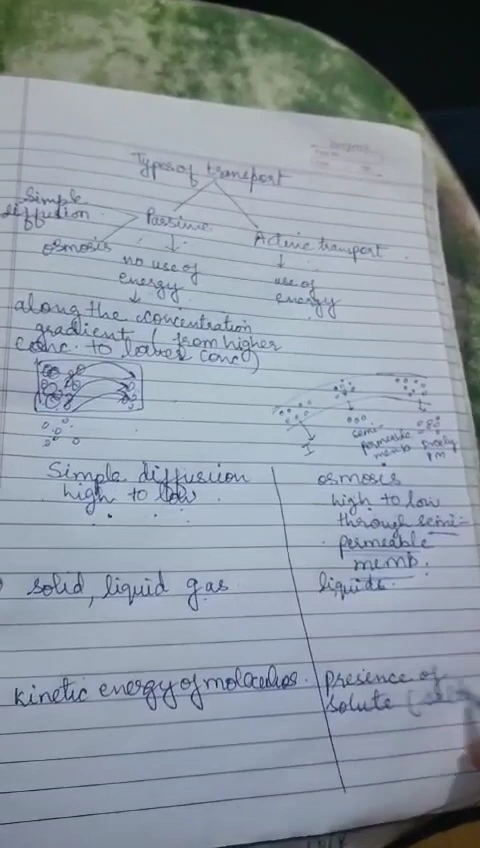 Types of transport
Simple
diffusion
Passive
Active transport
osmosis
no use of
energy
use of
energy
along the concentration
gradient ( from higher
conc. to lower conc)
semi-
permeable
memb
freely
PM
I
Simple diffusion
high to low
osmosis
high to low
through semi-
permeable
memb.
solid, liquid gas
liquids.
kinetic energy of molecules.
presence of
solute (